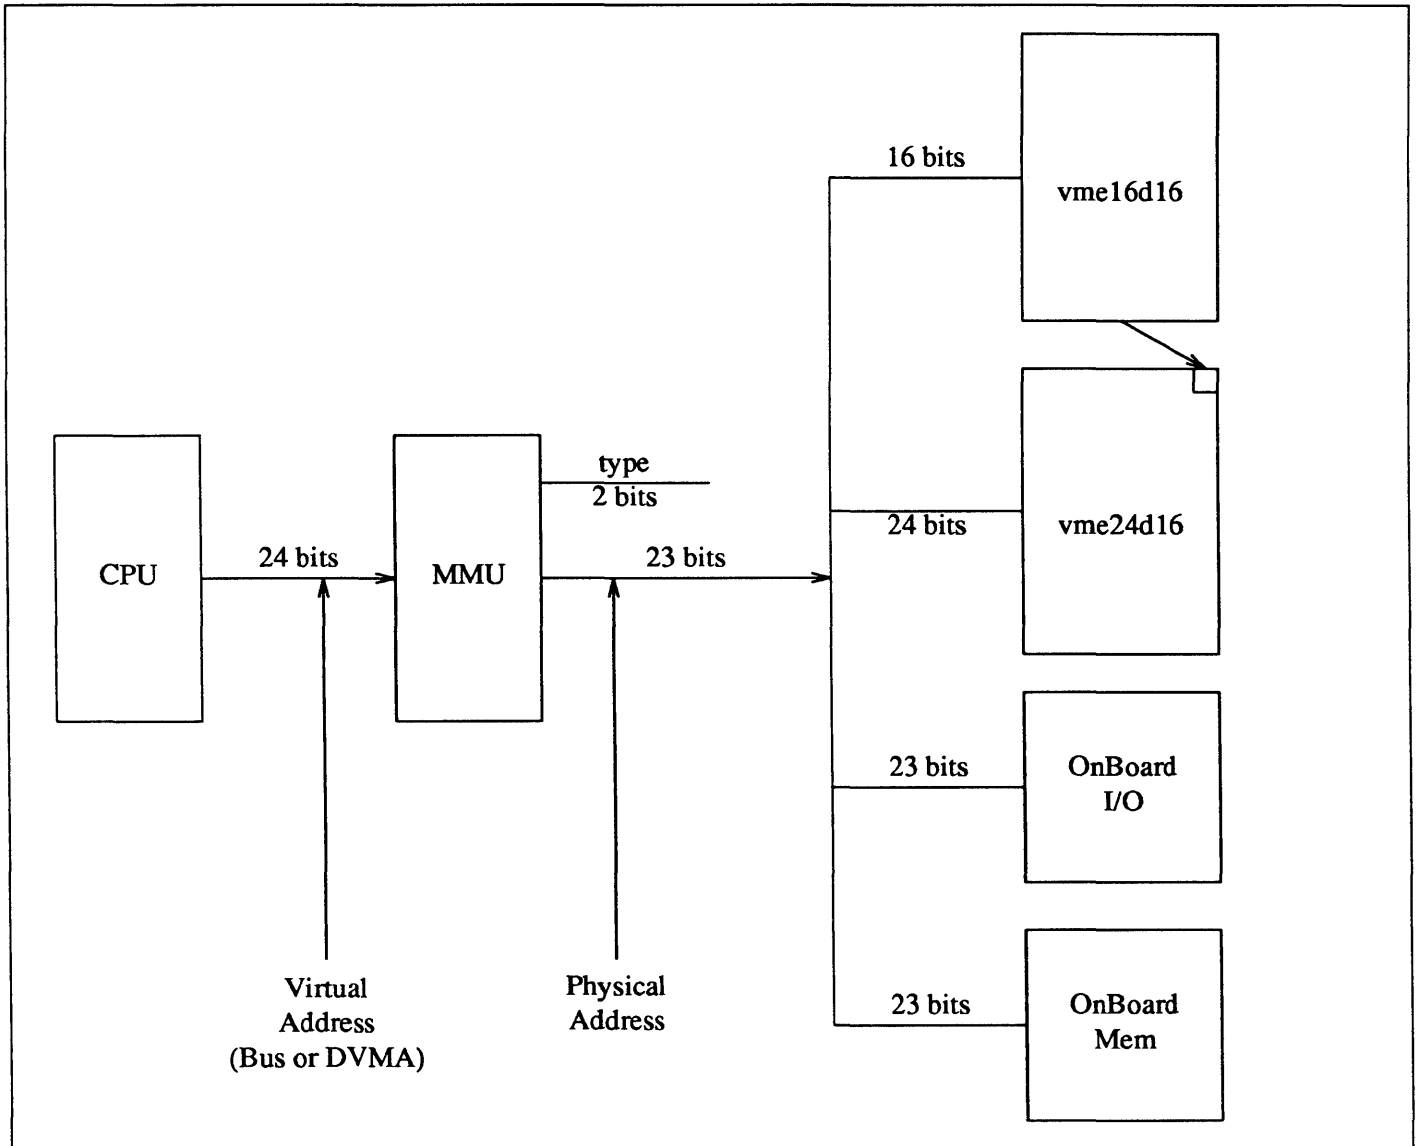 16 bits
vme16d16
type
2 bits
24 bits
vme24d16
CPU
24 bits
MMU
23 bits
23 bits
OnBoard
I/O
Virtual
Address
(Bus or DVMA)
Physical
Address
23 bits
OnBoard
Mem